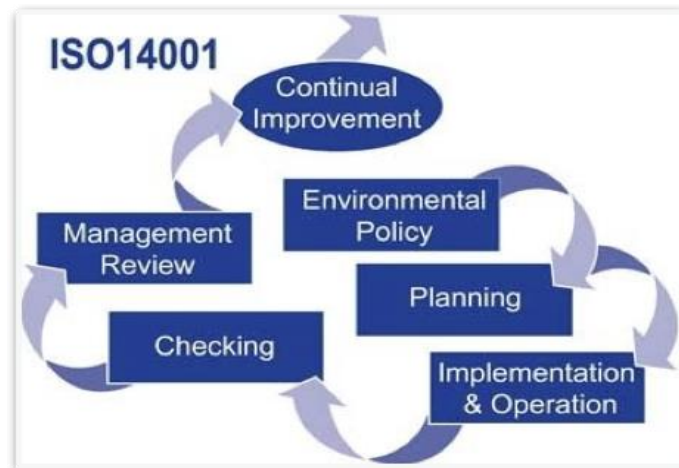 ISO14001
Continual
Improvement
Environmental
Policy
Management
Review
Planning
Checking
Implementation
& Operation